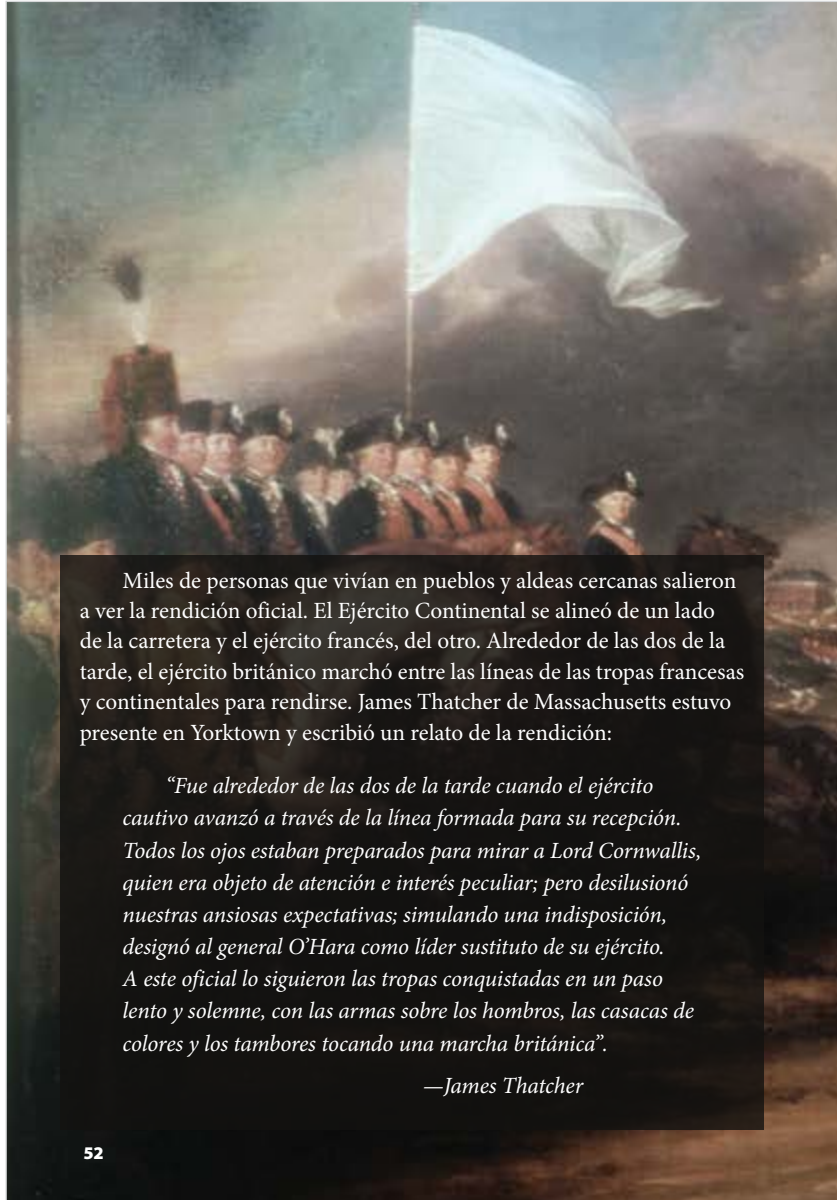 Miles de personas que vivían en pueblos y aldeas cercanas salieron
a ver la rendición oficial. El Ejército Continental se alineó de un lado
de la carretera y el ejército francés, del otro. Alrededor de las dos de la
tarde, el ejército británico marchó entre las líneas de las tropas francesas
y continentales para rendirse. James Thatcher de Massachusetts estuvo
presente en Yorktown y escribió un relato de la rendición:
“Fue alrededor de las dos de la tarde cuando el ejército
cautivo avanzó a través de la línea formada para su recepción.
Todos los ojos estaban preparados para mirar a Lord Cornwallis,
quien era objeto de atención e interés peculiar; pero desilusionó
nuestras ansiosas expectativas; simulando una indisposición,
designó al general O’Hara como líder sustituto de su ejército.
A este oficial lo siguieron las tropas conquistadas en un paso
lento y solemne, con las armas sobre los hombros, las casacas de
colores y los tambores tocando una marcha británica”.
—James Thatcher
52